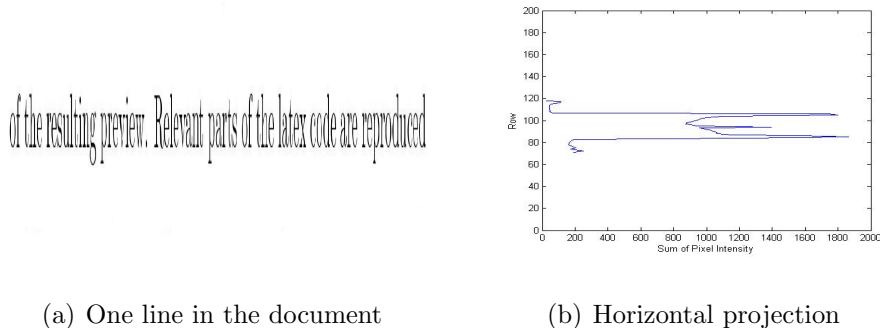 of the resulting preview. Relevant parts of the latex code are reproduced
200
180
160
140
120
100
80
60
40
20
0
Row
0 200 400 600 800 1000 1200 1400 1600 1800 2000
Sum of Pixel Intensity
(a) One line in the document
(b) Horizontal projection